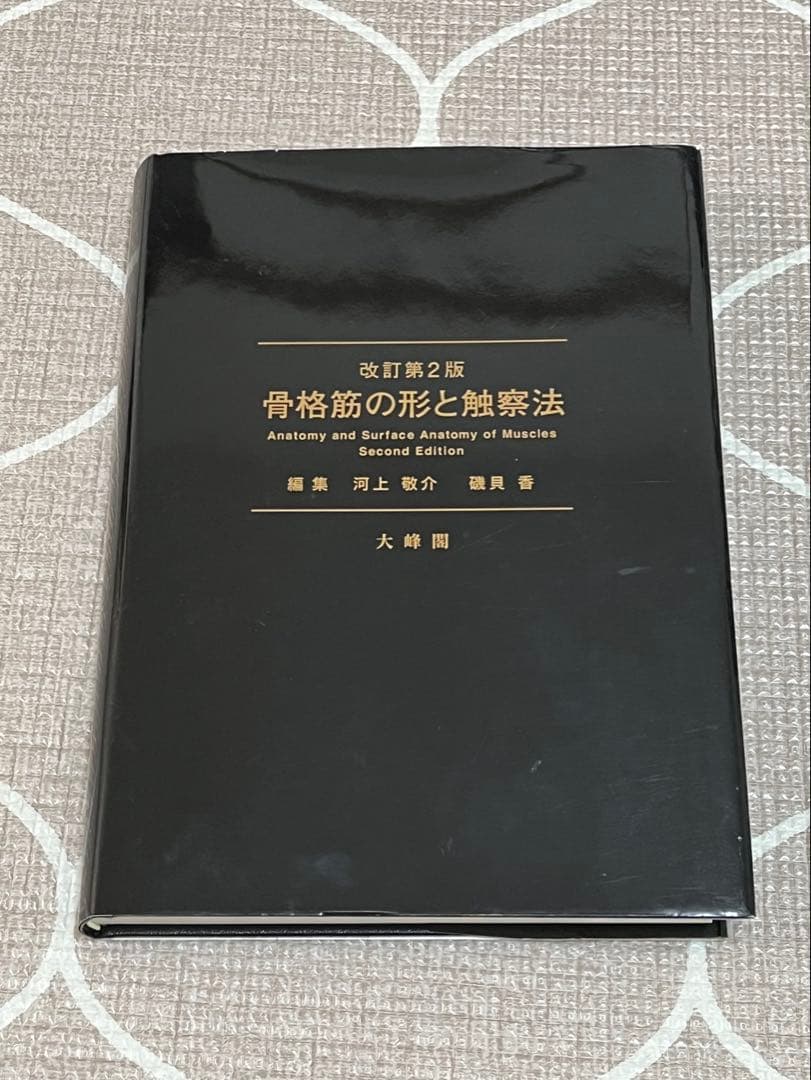 改訂第2版
骨格筋の形と触察法
Anatomy and Surface Anatomy of Muscles
Second Edition
編集 河上 敬介 磯貝 香
大峰閣